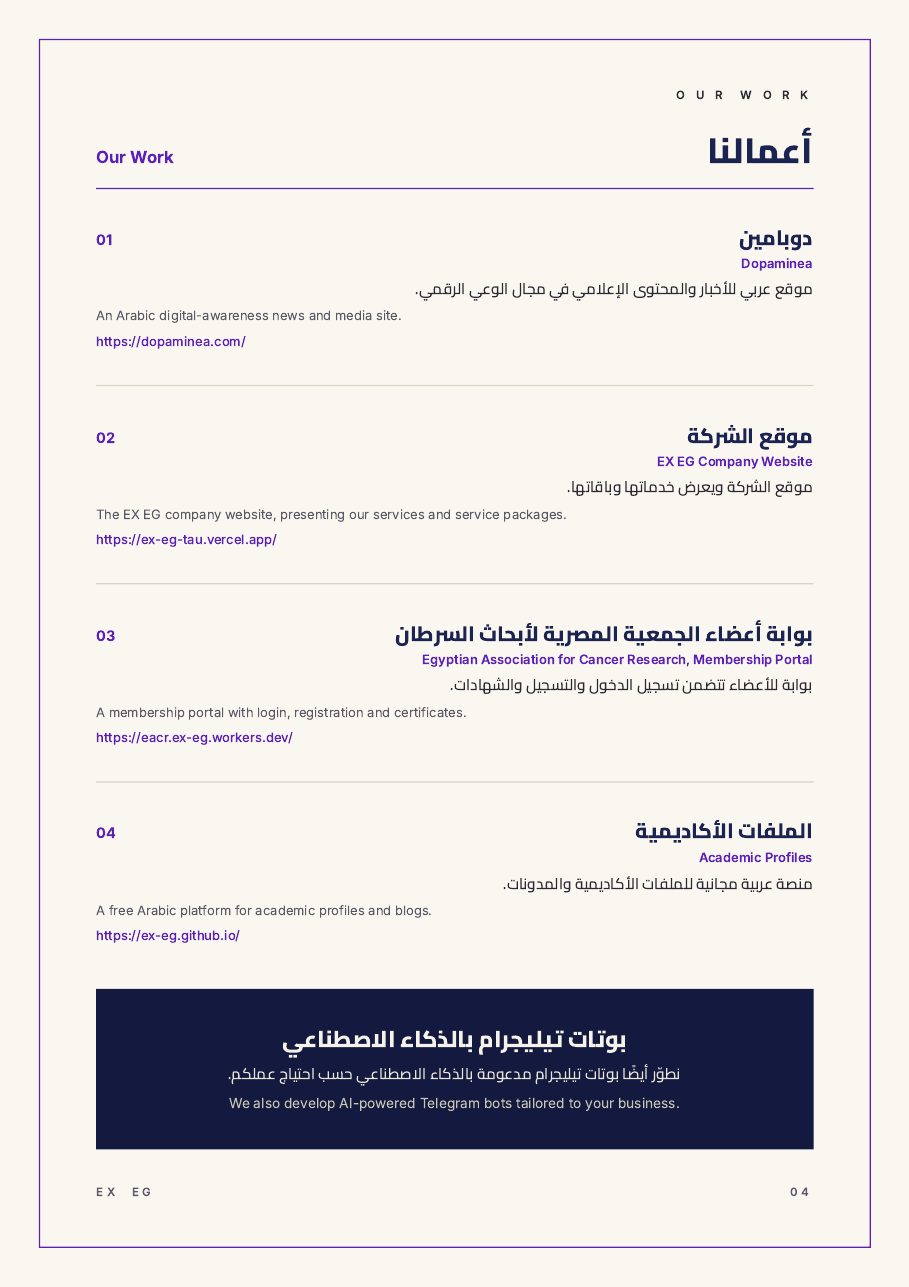 OUR WORK
أعمالنا
Our Work
01
دوبامين
Dopaminea
موقع عربي للأخبار والمحتوى الإعلامي في مجال الوعي الرقمي.
An Arabic digital-awareness news and media site.
https://dopaminea.com/
02
موقع الشركة
EX EG Company Website
موقع الشركة ويعرض خدماتها وباقاتها.
The EX EG company website, presenting our services and service packages.
https://ex-eg-tau.vercel.app/
03
بوابة أعضاء الجمعية المصرية لأبحاث السرطان
Egyptian Association for Cancer Research, Membership Portal
بوابة للأعضاء تتضمن تسجيل الدخول والتسجيل والشهادات.
A membership portal with login, registration and certificates.
https://eacr.ex-eg.workers.dev/
04
الملفات الأكاديمية
Academic Profiles
منصة عربية مجانية للملفات الأكاديمية والمدونات.
A free Arabic platform for academic profiles and blogs.
https://ex-eg.github.io/
بوتات تيليجرام بالذكاء الاصطناعي
نطوّر أيضًا بوتات تيليجرام مدعومة بالذكاء الاصطناعي حسب احتياج عملكم.
We also develop AI-powered Telegram bots tailored to your business.
EX EG
04